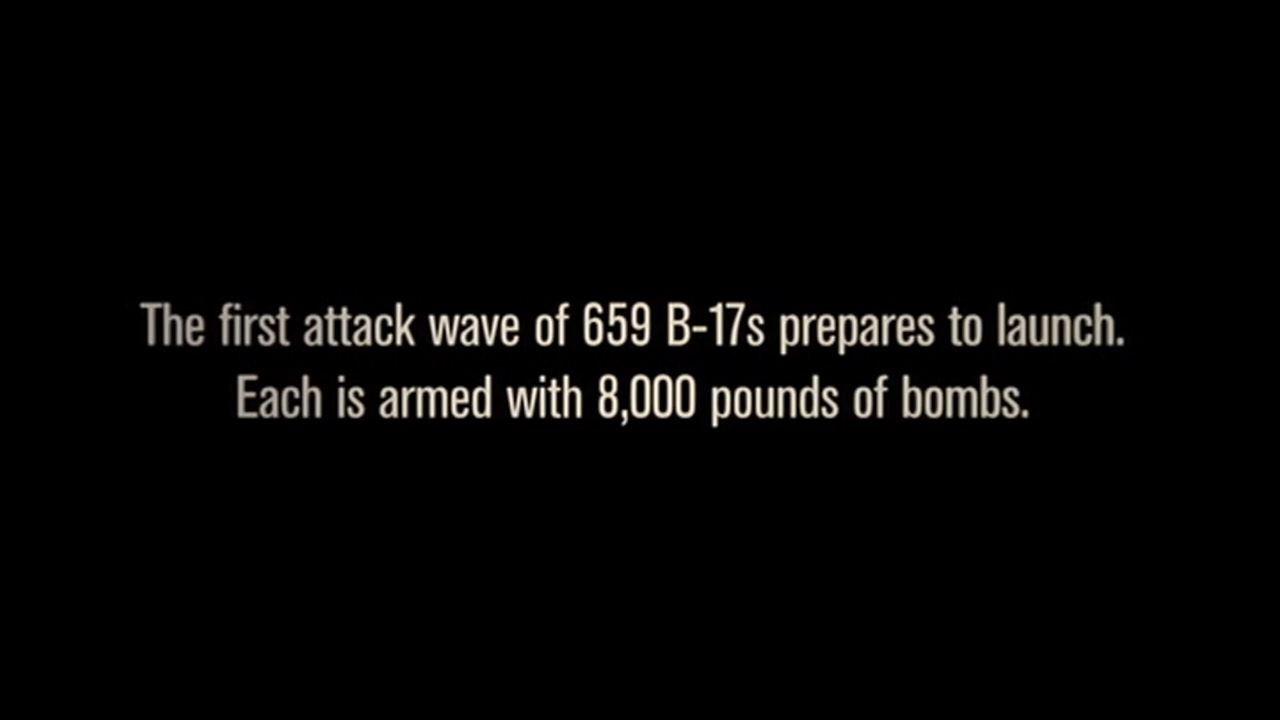 The first attack wave of 659 B-17s prepares to launch.
Each is armed with 8,000 pounds of bombs.